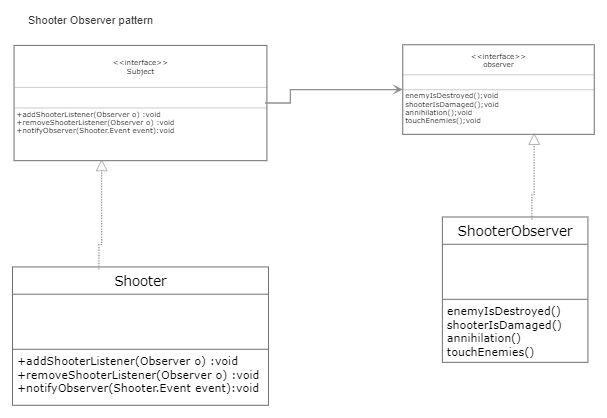 Shooter Observer pattern
<<interface>>
Subject
+addShooterListener(Observer o) :void
+removeShooterListener(Observer o) :void
+notifyObserver(Shooter.Event event):void
<<interface>>
observer
enemyIsDestroyed();void
shooterIsDamaged();void
annihilation();void
touchEnemies();void
Shooter
+addShooterListener(Observer o) :void
+removeShooterListener(Observer o) :void
+notifyObserver(Shooter.Event event):void
ShooterObserver
enemyIsDestroyed()
shooterIsDamaged()
annihilation()
touchEnemies()